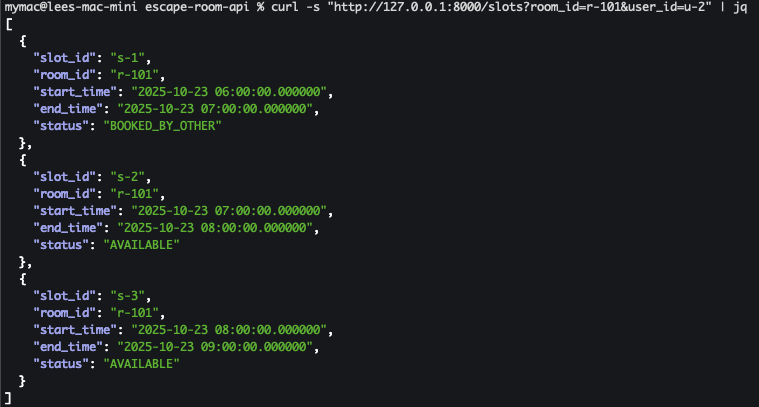 mymac@lees-mac-mini escape-room-api % curl -s "http://127.0.0.1:8000/slots?room_id=r-101&user_id=u-2" | jq
[
  {
    "slot_id": "s-1",
    "room_id": "r-101",
    "start_time": "2025-10-23 06:00:00.000000",
    "end_time": "2025-10-23 07:00:00.000000",
    "status": "BOOKED_BY_OTHER"
  },
  {
    "slot_id": "s-2",
    "room_id": "r-101",
    "start_time": "2025-10-23 07:00:00.000000",
    "end_time": "2025-10-23 08:00:00.000000",
    "status": "AVAILABLE"
  },
  {
    "slot_id": "s-3",
    "room_id": "r-101",
    "start_time": "2025-10-23 08:00:00.000000",
    "end_time": "2025-10-23 09:00:00.000000",
    "status": "AVAILABLE"
  }
]